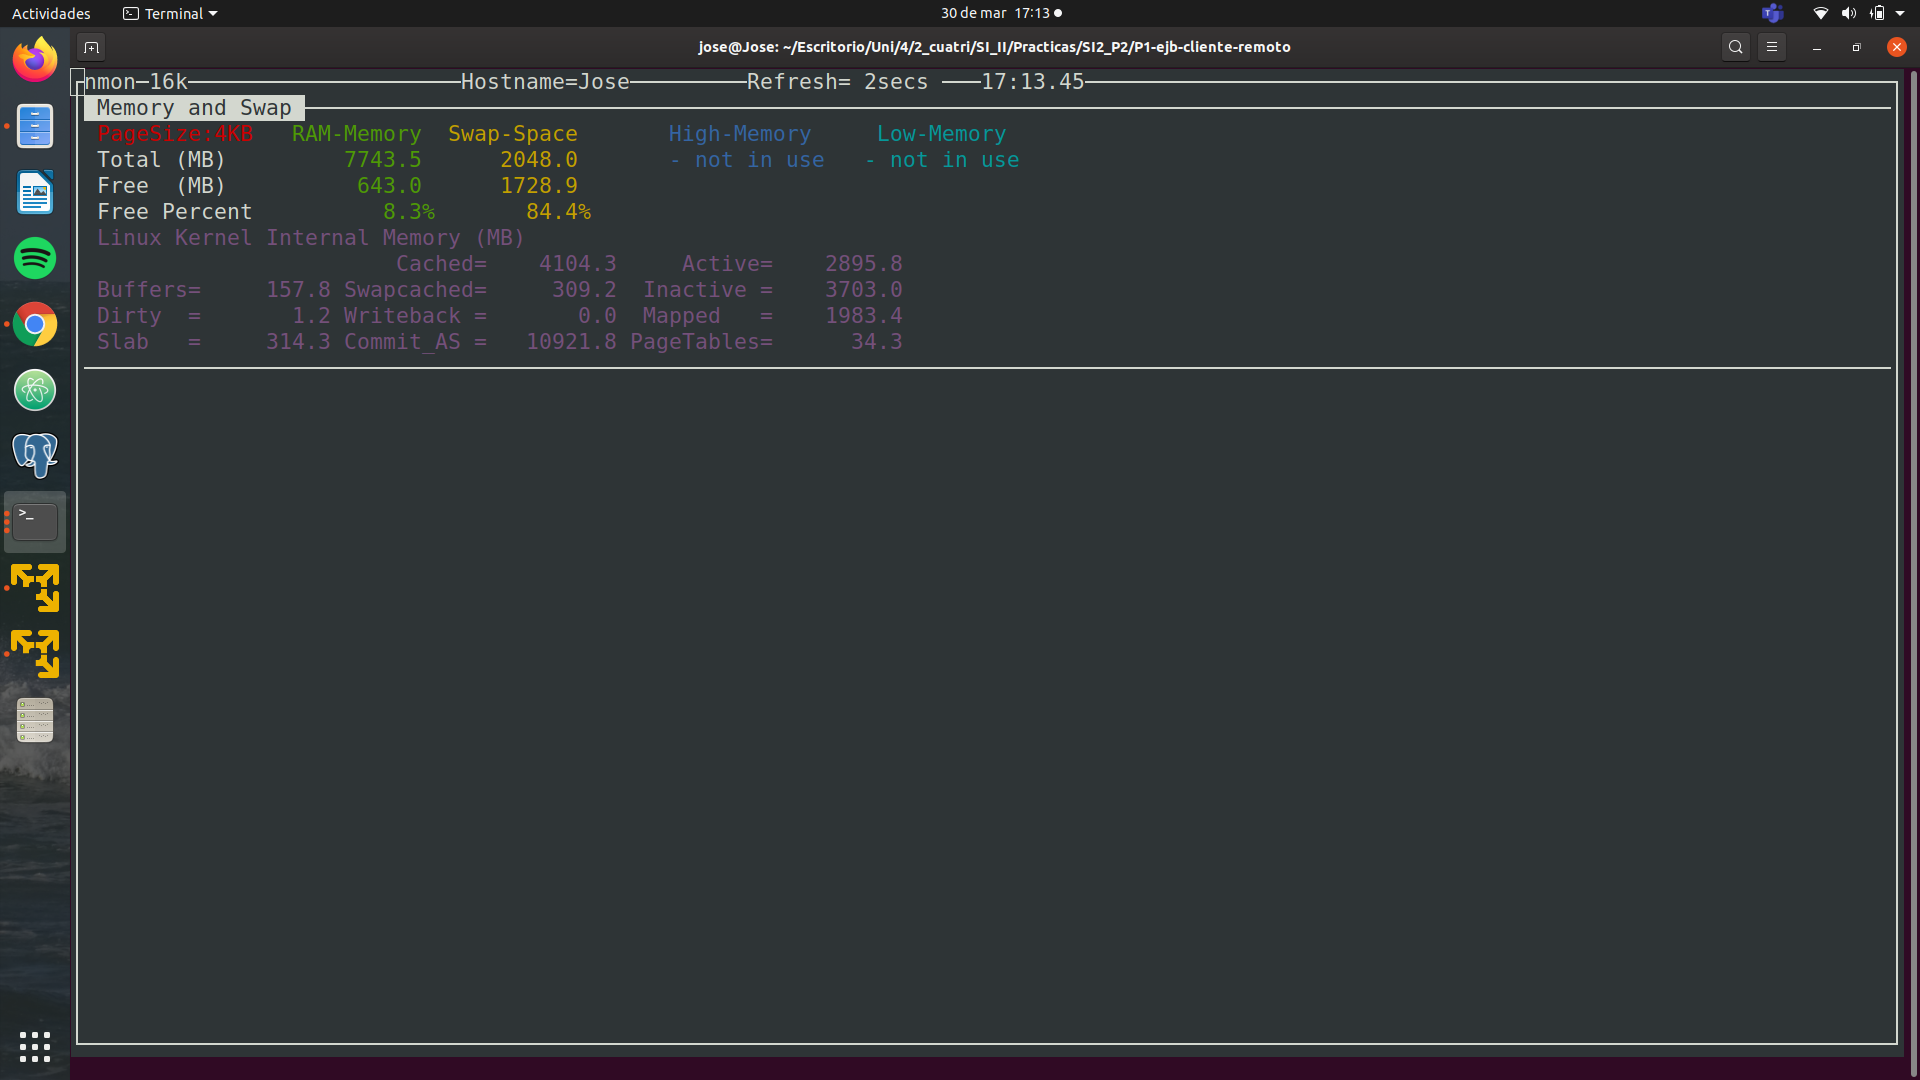 Actividades Terminal 30 de mar 17:13
jose@Jose: ~/Escritorio/Uni/4/2_cuatri/SI_II/Practicas/SI2_P2/P1-ejb-cliente-remoto
nmon─16k Hostname=Jose Refresh= 2secs 17:13.45
Memory and Swap
PageSize:4KB RAM-Memory Swap-Space High-Memory Low-Memory
Total (MB) 7743.5 2048.0 - not in use - not in use
Free (MB) 643.0 1728.9
Free Percent 8.3% 84.4%
Linux Kernel Internal Memory (MB)
Cached= 4104.3 Active= 2895.8
Buffers= 157.8 Swapcached= 309.2 Inactive = 3703.0
Dirty = 1.2 Writeback = 0.0 Mapped = 1983.4
Slab = 314.3 Commit_AS = 10921.8 PageTables= 34.3